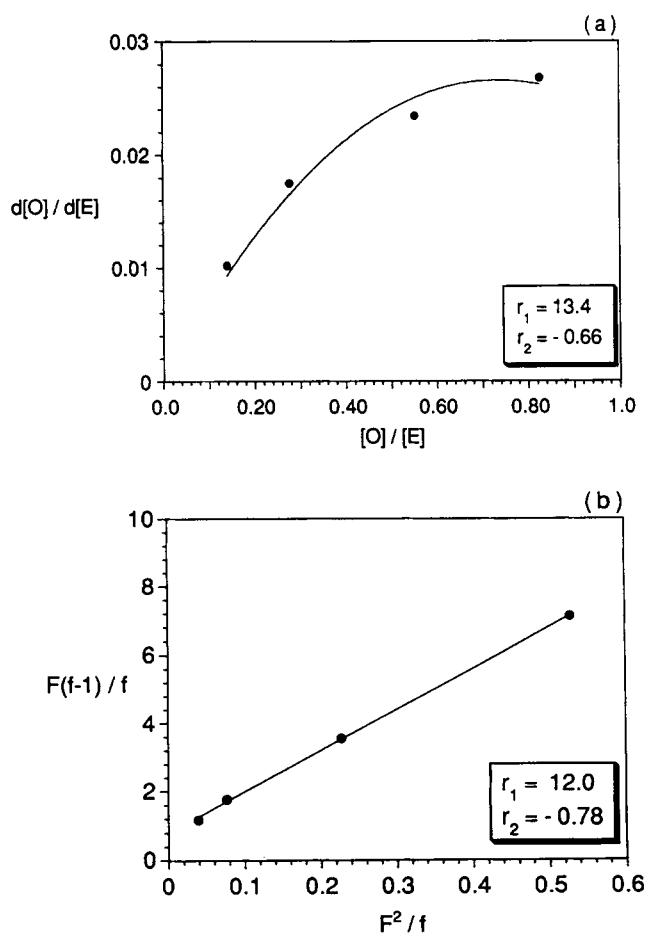 (a)
0.03
0.02
d[O] / d[E]
0.01
r₁ = 13.4
r₂ = - 0.66
0
0.0 0.20 0.40 0.60 0.80 1.0
[O] / [E]
(b)
10
8
6
F(f-1) / f
4
r₁ = 12.0
2
r₂ = - 0.78
0
0 0.1 0.2 0.3 0.4 0.5 0.6
F² / f